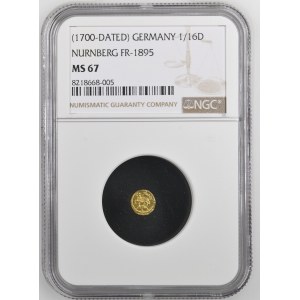 (1700-DATED) GERMANY 1/16D
NURNBERG FR-1895
MS 67
8218668-005
NUMISMATIC GUARANTY COMPANY
NGC